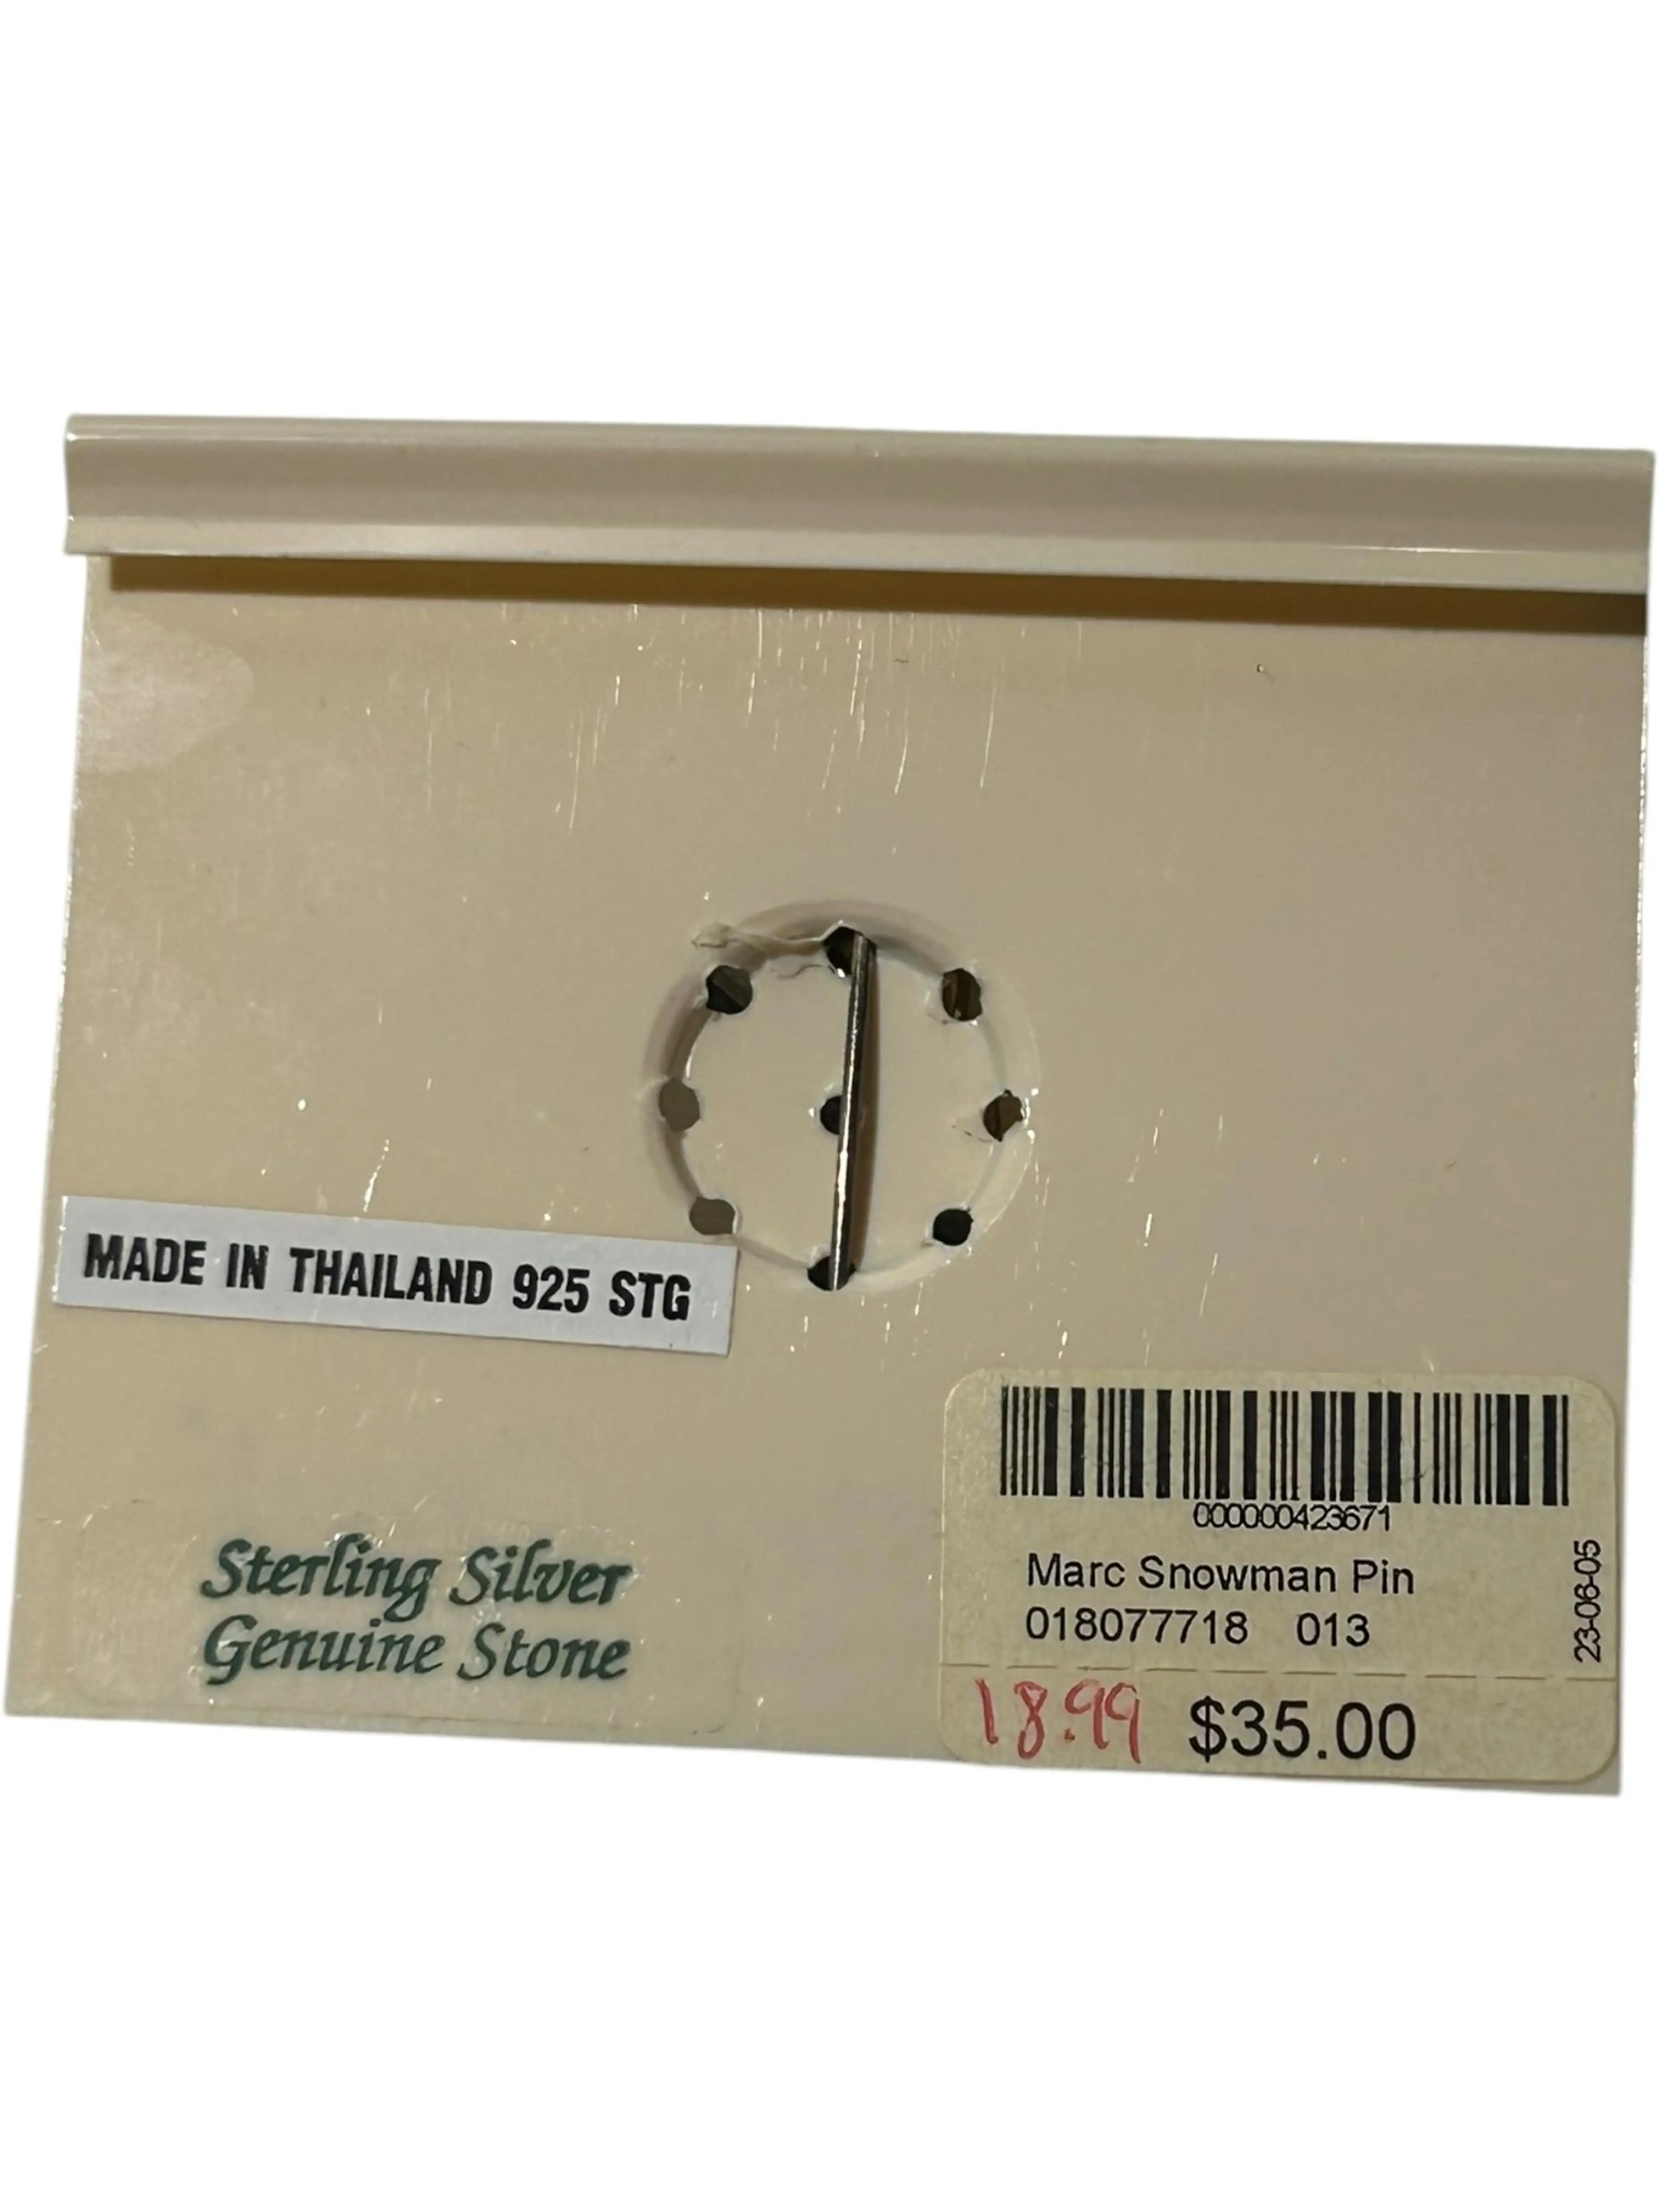 MADE IN THAILAND 925 STG
Sterling Silver
Genuine Stone
000000423671
Marc Snowman Pin
018077718 013
23-06-05
18.99 $35.00